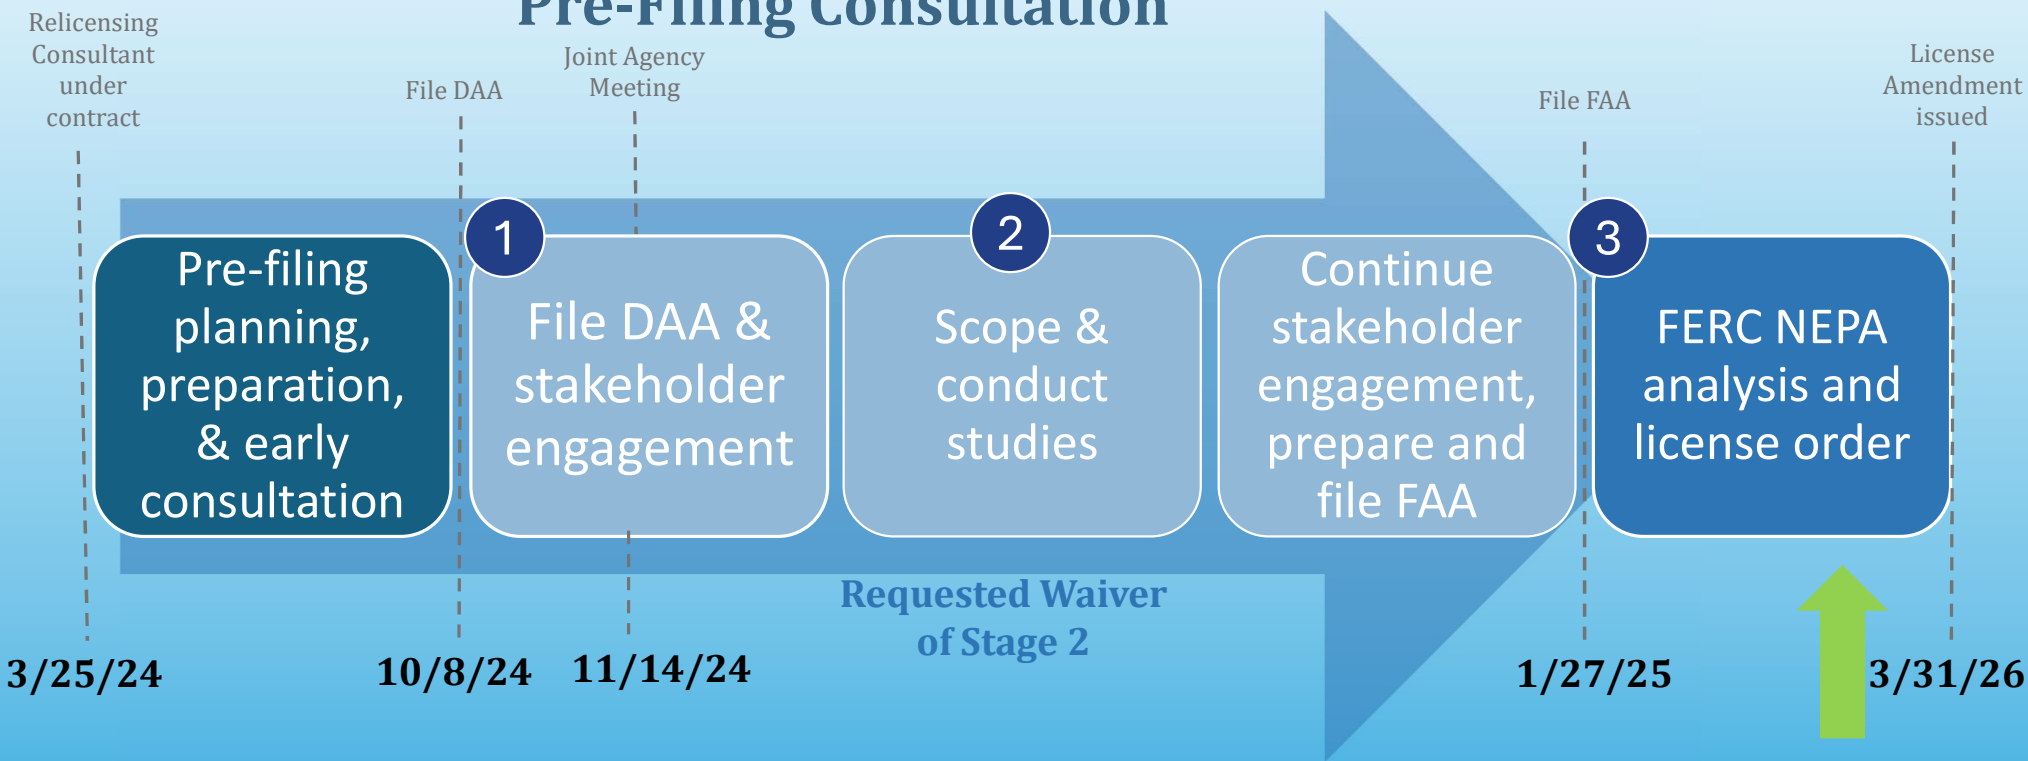 Pre-Filing Consultation
Relicensing
Consultant
under
contract
File DAA
Joint Agency
Meeting
File FAA
License
Amendment
issued
Pre-filing
planning,
preparation,
& early
consultation
1
File DAA &
stakeholder
engagement
2
Scope &
conduct
studies
Continue
stakeholder
engagement,
prepare and
file FAA
3
FERC NEPA
analysis and
license order
Requested Waiver
of Stage 2
3/25/24
10/8/24
11/14/24
1/27/25
3/31/26